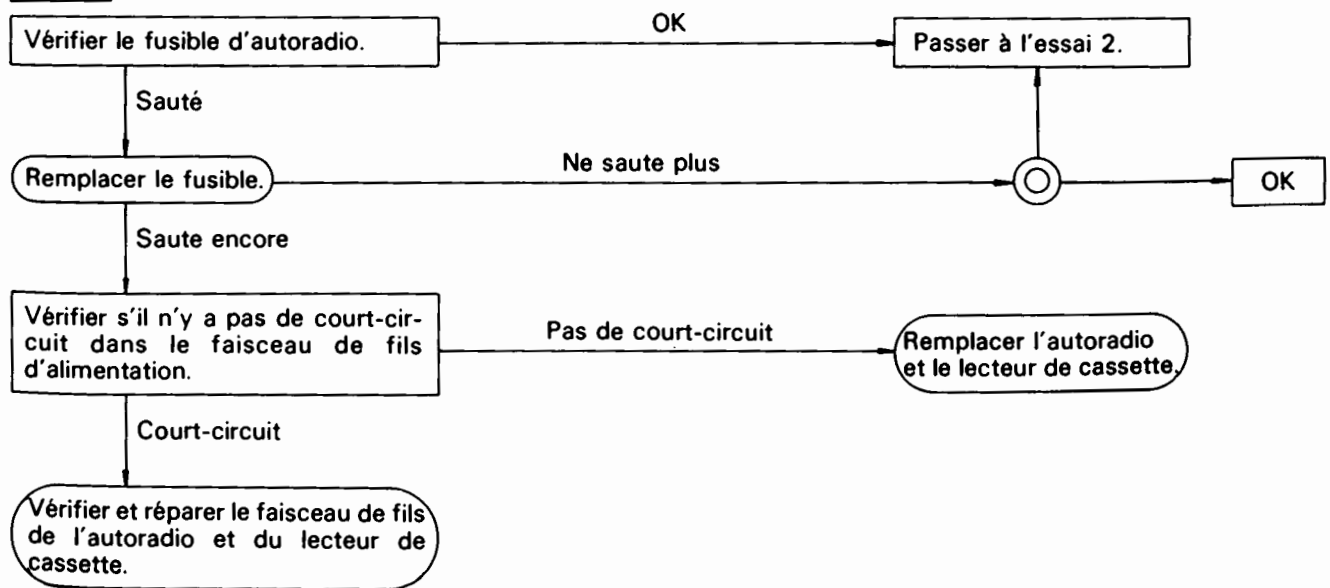 Vérifier le fusible d'autoradio.
OK
Passer à l'essai 2.
Sauté
Remplacer le fusible.
Ne saute plus
OK
Saute encore
Vérifier s'il n'y a pas de court-cir-
cuit dans le faisceau de fils
d'alimentation.
Pas de court-circuit
Remplacer l'autoradio
et le lecteur de cassette.
Court-circuit
Vérifier et réparer le faisceau de fils
de l'autoradio et du lecteur de
cassette.